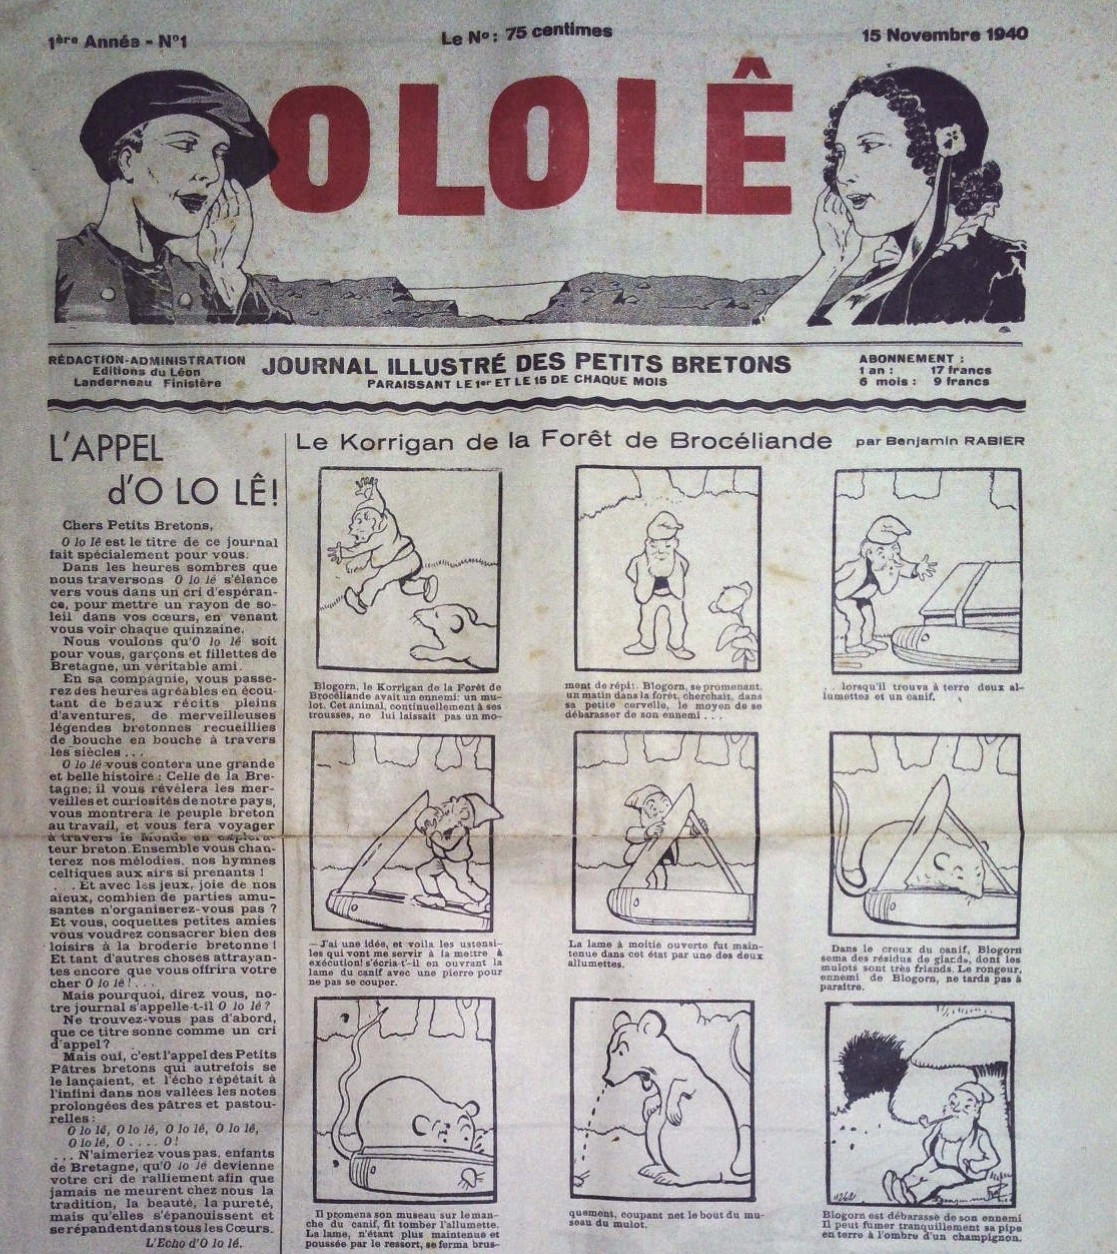 1ère Année - N°1
Le N° : 75 centimes
15 Novembre 1940
OLOLÊ
RÉDACTION-ADMINISTRATION
Editions du Léon
Landerneau Finistère
JOURNAL ILLUSTRÉ DES PETITS BRETONS
PARAISSANT LE 1er ET LE 15 DE CHAQUE MOIS
ABONNEMENT :
1 an : 17 francs
6 mois : 9 francs
L'APPEL
d'O LO LÊ!
Chers Petits Bretons,
O lo lê est le titre de ce journal
fait spécialement pour vous.
Dans les heures sombres que
nous traversons O lo lê s'élance
vers vous dans un cri d'espéran-
ce, pour mettre un rayon de so-
leil dans vos cœurs, en venant
vous voir chaque quinzaine.
Nous voulons qu'O lo lê soit
pour vous, garçons et fillettes de
Bretagne, un véritable ami.
En sa compagnie, vous passe-
rez des heures agréables en écou-
tant de beaux récits pleins
d'aventures, de merveilleuses
légendes bretonnes recueillies
de bouche en bouche à travers
les siècles ...
O lo lê vous contera une grande
et belle histoire : Celle de la Bre-
tagne; il vous révèlera les mer-
veilles et curiosités de notre pays,
vous montrera le peuple breton
au travail, et vous fera voyager
à travers le Monde en explora-
teur breton. Ensemble vous chan-
terez nos mélodies, nos hymnes
celtiques aux airs si prenants !
... Et avec les jeux, joie de nos
aieux, combien de parties amu-
santes n'organiserez-vous pas ?
Et vous, coquettes petites amies
vous voudrez consacrer bien des
loisirs à la broderie bretonne !
Et tant d'autres choses attrayan-
tes encore que vous offrira votre
cher O lo lê ! ...
Mais pourquoi, direz vous, no-
tre journal s'appelle-t-il O lo lê ?
Ne trouvez-vous pas d'abord,
que ce titre sonne comme un cri
d'appel ?
Mais oui, c'est l'appel des Petits
Pâtres bretons qui autrefois se
le lançaient, et l'écho répétait à
l'infini dans nos vallées les notes
prolongées des pâtres et pastou-
relles :
O lo lê, O lo lê, O lo lê, O lo lê,
O lo lê, O .... O !
... N'aimeriez vous pas, enfants
de Bretagne, qu'O lo lê devienne
votre cri de ralliement afin que
jamais ne meurent chez nous la
tradition, la beauté, la pureté,
mais qu'elles s'épanouissent et
se répandent dans tous les Cœurs.
L'Echo d'O lo lê.
Le Korrigan de la Forêt de Brocéliande par Benjamin RABIER
Blogorn, le Korrigan de la Forêt de
Brocéliande avait un ennemi: un mu-
lot. Cet animal, continuellement à ses
trousses, ne lui laissait pas un mo-
ment de répit. Blogorn, se promenant,
un matin dans la forêt, cherchait, dans
sa petite cervelle, le moyen de se
débarasser de son ennemi ...
... lorsqu'il trouva à terre deux al-
lumettes et un canif.
— J'ai une idée, et voila les ustensi-
les qui vont me servir à la mettre à
exécution! s'écria-t-il en ouvrant la
lame du canif avec une pierre pour
ne pas se couper.
La lame à moitie ouverte fut main-
tenue dans cet état par une des deux
allumettes.
Dans le creux du canif, Blogorn
sema des résidus de glands, dont les
mulots sont très friands. Le rongeur,
ennemi de Blogorn, ne tarda pas à
paraître.
Il promena son museau sur le man-
che du canif, fit tomber l'allumette.
La lame, n'étant plus maintenue et
poussée par le ressort, se ferma brus-
quement, coupant net le bout du mu-
seau du mulot.
Blogorn est débarassé de son ennemi
Il peut fumer tranquillement sa pipe
en terre à l'ombre d'un champignon.